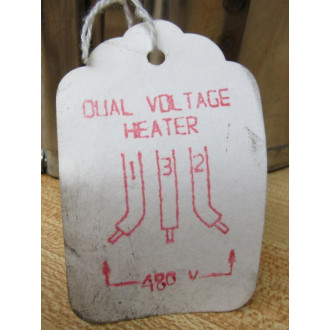 DUAL VOLTAGE
HEATER
1 3 2
480 V